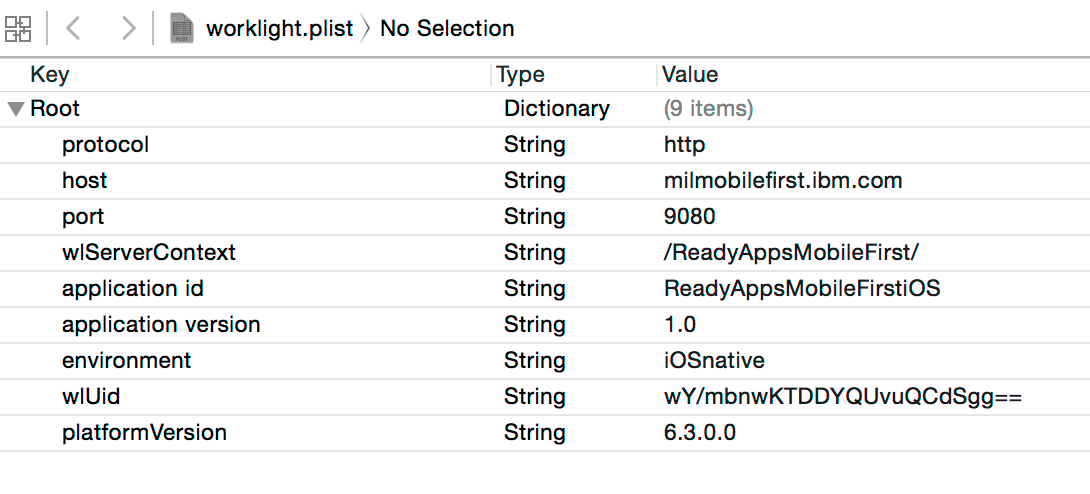 worklight.plist No Selection
Key Type Value
Root Dictionary (9 items)
protocol String http
host String milmobilefirst.ibm.com
port String 9080
wlServerContext String /ReadyAppsMobileFirst/
application id String ReadyAppsMobileFirstiOS
application version String 1.0
environment String iOSnative
wlUid String wY/mbnwKTDDYQUvuQCdSgg==
platformVersion String 6.3.0.0